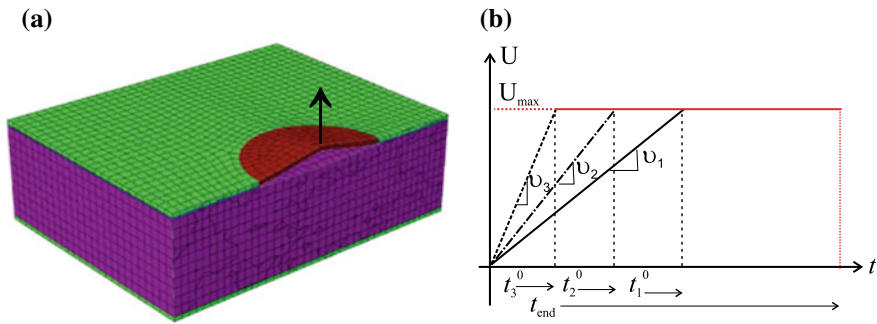 (a)
(b)
U
U_max
υ_3
υ_2
υ_1
t
t_3^0
t_2^0
t_1^0
t_end